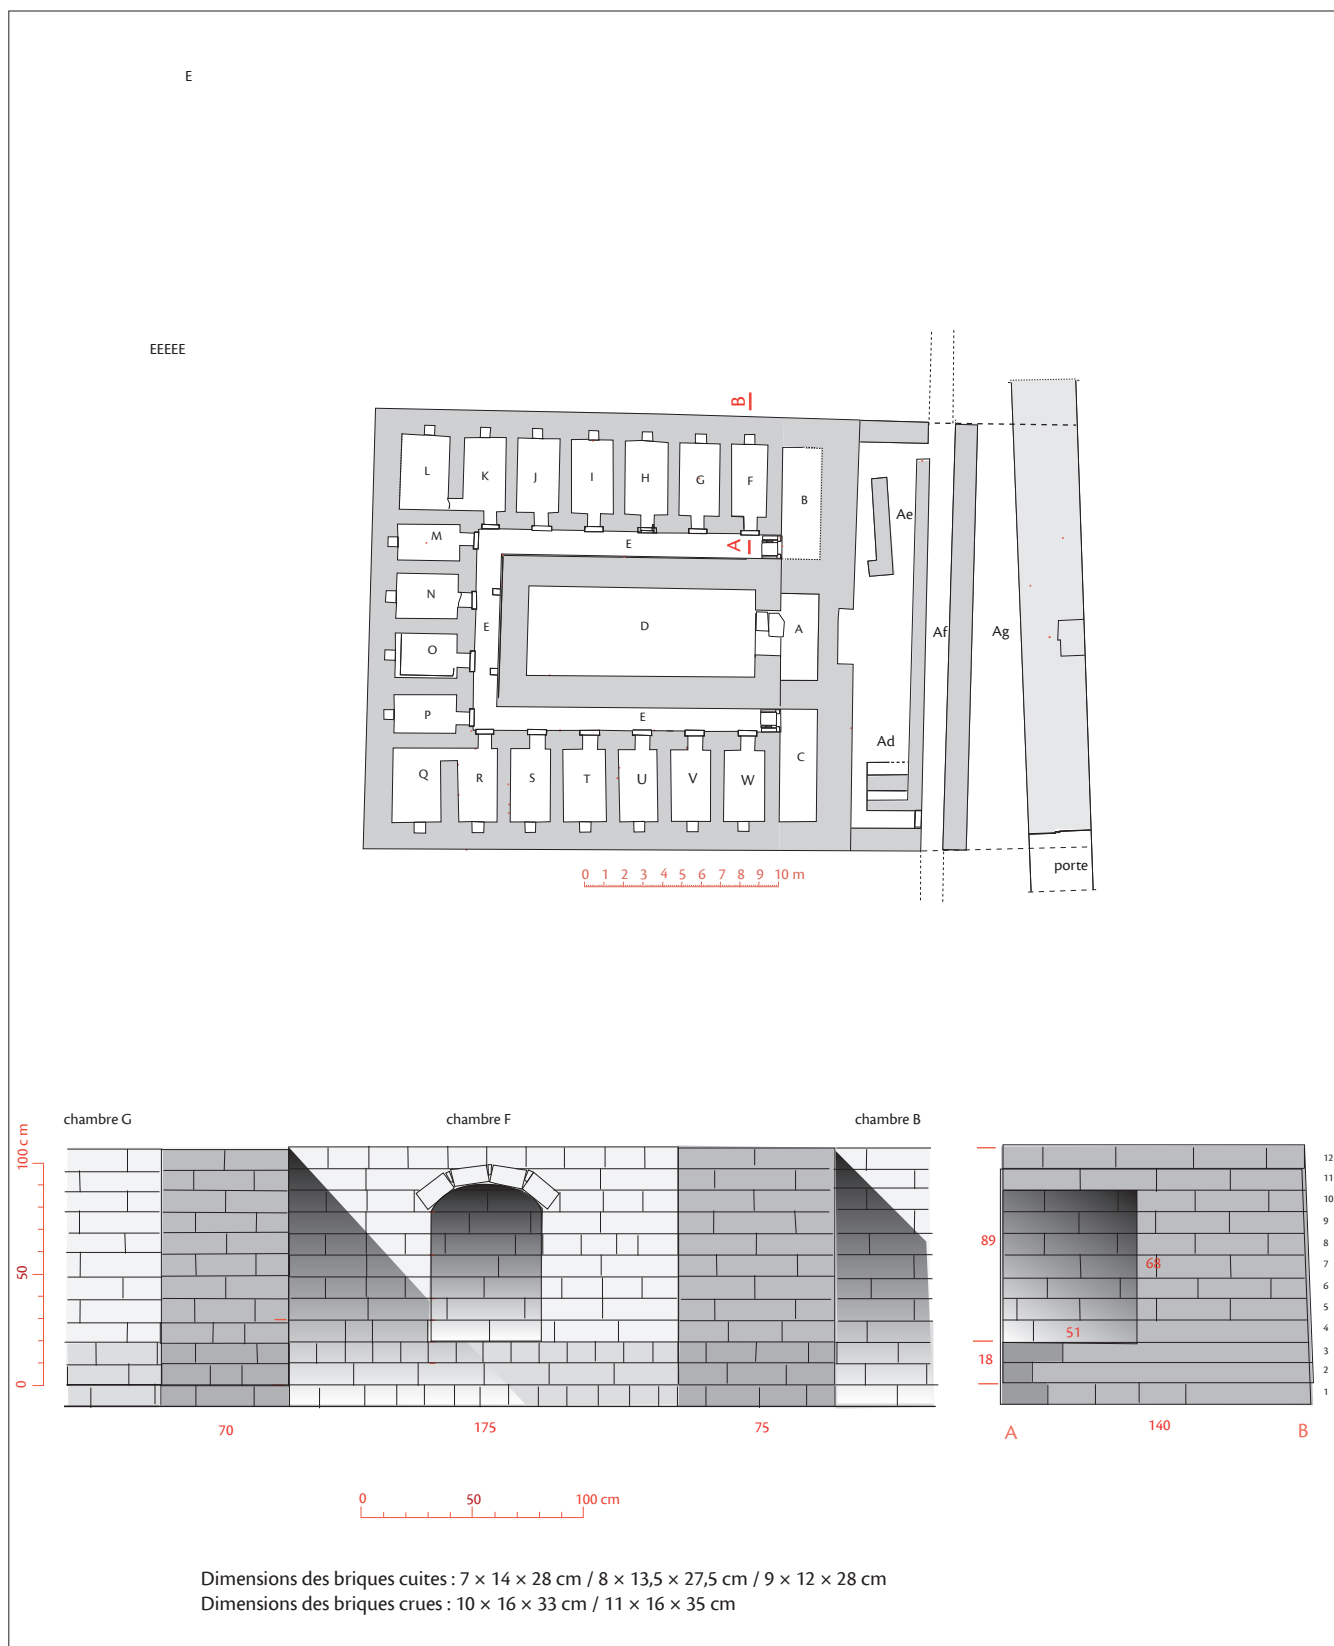 E
EEEEE
B
L
K
J
I
H
G
F
B
Ae
M
E
A
N
E
D
A
Af
Ag
O
P
E
Ad
Q
R
S
T
U
V
W
C
porte
0 1 2 3 4 5 6 7 8 9 10 m
chambre G
chambre F
chambre B
100 c m
50
0
12
11
10
9
8
7
6
5
4
3
2
1
89
68
51
18
70
175
75
140
A
B
0 50 100 cm
Dimensions des briques cuites : 7 × 14 × 28 cm / 8 × 13,5 × 27,5 cm / 9 × 12 × 28 cm
Dimensions des briques crues : 10 × 16 × 33 cm / 11 × 16 × 35 cm